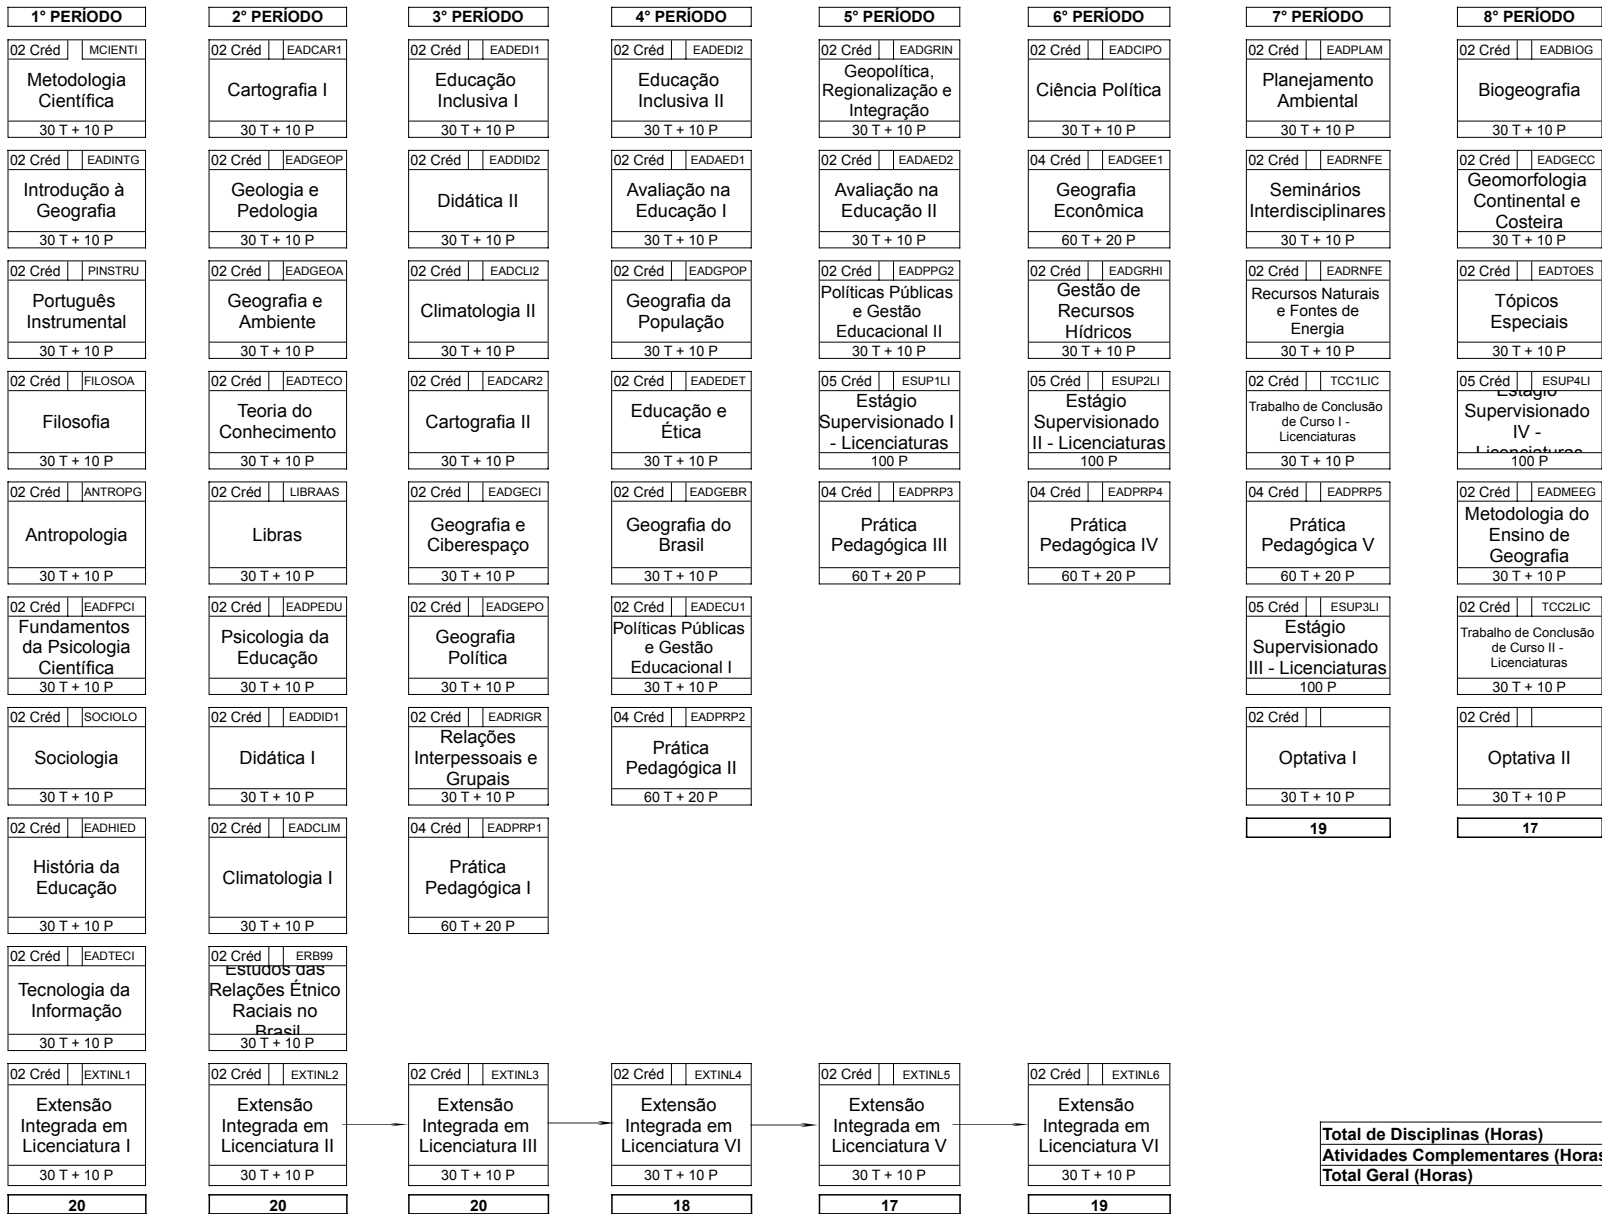 1° PERÍODO
02 Créd MCIENTI
Metodologia
Científica
30 T + 10 P
02 Créd EADINTG
Introdução à
Geografia
30 T + 10 P
02 Créd PINSTRU
Português
Instrumental
30 T + 10 P
02 Créd FILOSOA
Filosofia
30 T + 10 P
02 Créd ANTROPG
Antropologia
30 T + 10 P
02 Créd EADFPCI
Fundamentos
da Psicologia
Científica
30 T + 10 P
02 Créd SOCIOLO
Sociologia
30 T + 10 P
02 Créd EADHIED
História da
Educação
30 T + 10 P
02 Créd EADTECI
Tecnologia da
Informação
30 T + 10 P
02 Créd EXTINL1
Extensão
Integrada em
Licenciatura I
30 T + 10 P
20
2° PERÍODO
02 Créd EADCAR1
Cartografia I
30 T + 10 P
02 Créd EADGEOP
Geologia e
Pedologia
30 T + 10 P
02 Créd EADGEOA
Geografia e
Ambiente
30 T + 10 P
02 Créd EADTECO
Teoria do
Conhecimento
30 T + 10 P
02 Créd LIBRAAS
Libras
30 T + 10 P
02 Créd EADPEDU
Psicologia da
Educação
30 T + 10 P
02 Créd EADDID1
Didática I
30 T + 10 P
02 Créd EADCLIM
Climatologia I
30 T + 10 P
02 Créd ERB99
Estudos das
Relações Étnico
Raciais no
Brasil
30 T + 10 P
02 Créd EXTINL2
Extensão
Integrada em
Licenciatura II
30 T + 10 P
20
3° PERÍODO
02 Créd EADEDI1
Educação
Inclusiva I
30 T + 10 P
02 Créd EADDID2
Didática II
30 T + 10 P
02 Créd EADCLI2
Climatologia II
30 T + 10 P
02 Créd EADCAR2
Cartografia II
30 T + 10 P
02 Créd EADGECI
Geografia e
Ciberespaço
30 T + 10 P
02 Créd EADGEPO
Geografia
Política
30 T + 10 P
02 Créd EADRIGR
Relações
Interpessoais e
Grupais
30 T + 10 P
04 Créd EADPRP1
Prática
Pedagógica I
60 T + 20 P
02 Créd EXTINL3
Extensão
Integrada em
Licenciatura III
30 T + 10 P
20
4° PERÍODO
02 Créd EADEDI2
Educação
Inclusiva II
30 T + 10 P
02 Créd EADAED1
Avaliação na
Educação I
30 T + 10 P
02 Créd EADGPOP
Geografia da
População
30 T + 10 P
02 Créd EADEDET
Educação e
Ética
30 T + 10 P
02 Créd EADGEBR
Geografia do
Brasil
30 T + 10 P
02 Créd EADECU1
Políticas Públicas
e Gestão
Educacional I
30 T + 10 P
04 Créd EADPRP2
Prática
Pedagógica II
60 T + 20 P
02 Créd EXTINL4
Extensão
Integrada em
Licenciatura VI
30 T + 10 P
18
5° PERÍODO
02 Créd EADGRIN
Geopolítica,
Regionalização e
Integração
30 T + 10 P
02 Créd EADAED2
Avaliação na
Educação II
30 T + 10 P
02 Créd EADPPG2
Políticas Públicas
e Gestão
Educacional II
30 T + 10 P
05 Créd ESUP1LI
Estágio
Supervisionado I
- Licenciaturas
100 P
04 Créd EADPRP3
Prática
Pedagógica III
60 T + 20 P
02 Créd EXTINL5
Extensão
Integrada em
Licenciatura V
30 T + 10 P
17
6° PERÍODO
02 Créd EADCIPO
Ciência Política
30 T + 10 P
04 Créd EADGEE1
Geografia
Econômica
60 T + 20 P
02 Créd EADGRHI
Gestão de
Recursos
Hídricos
30 T + 10 P
05 Créd ESUP2LI
Estágio
Supervisionado
II - Licenciaturas
100 P
04 Créd EADPRP4
Prática
Pedagógica IV
60 T + 20 P
02 Créd EXTINL6
Extensão
Integrada em
Licenciatura VI
30 T + 10 P
19
7° PERÍODO
02 Créd EADPLAM
Planejamento
Ambiental
30 T + 10 P
02 Créd EADRNFE
Seminários
Interdisciplinares
30 T + 10 P
02 Créd EADRNFE
Recursos Naturais
e Fontes de
Energia
30 T + 10 P
02 Créd TCC1LIC
Trabalho de Conclusão
de Curso I -
Licenciaturas
30 T + 10 P
04 Créd EADPRP5
Prática
Pedagógica V
60 T + 20 P
05 Créd ESUP3LI
Estágio
Supervisionado
III - Licenciaturas
100 P
02 Créd
Optativa I
30 T + 10 P
19
8° PERÍODO
02 Créd EADBIOG
Biogeografia
30 T + 10 P
02 Créd EADGECC
Geomorfologia
Continental e
Costeira
30 T + 10 P
02 Créd EADTOES
Tópicos
Especiais
30 T + 10 P
05 Créd ESUP4LI
Estágio
Supervisionado
IV -
Licenciaturas
100 P
02 Créd EADMEEG
Metodologia do
Ensino de
Geografia
30 T + 10 P
02 Créd TCC2LIC
Trabalho de Conclusão
de Curso II -
Licenciaturas
30 T + 10 P
02 Créd
Optativa II
30 T + 10 P
17
Total de Disciplinas (Horas)
Atividades Complementares (Horas
Total Geral (Horas)